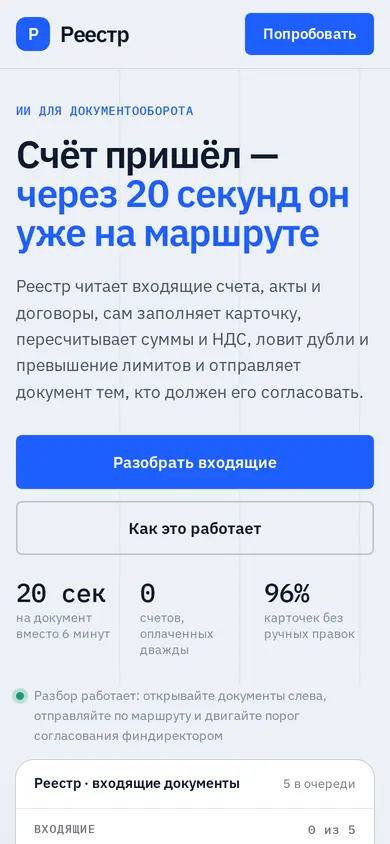 Р Реестр Попробовать
ИИ ДЛЯ ДОКУМЕНТООБОРОТА
Счёт пришёл —
через 20 секунд он
уже на маршруте
Реестр читает входящие счета, акты и
договоры, сам заполняет карточку,
пересчитывает суммы и НДС, ловит дубли и
превышение лимитов и отправляет
документ тем, кто должен его согласовать.
Разобрать входящие
Как это работает
20 сек
на документ
вместо 6 минут
0
счетов,
оплаченных
дважды
96%
карточек без
ручных правок
Разбор работает: открывайте документы слева,
отправляйте по маршруту и двигайте порог
согласования финдиректором
Реестр · входящие документы 5 в очереди
ВХОДЯЩИЕ 0 из 5